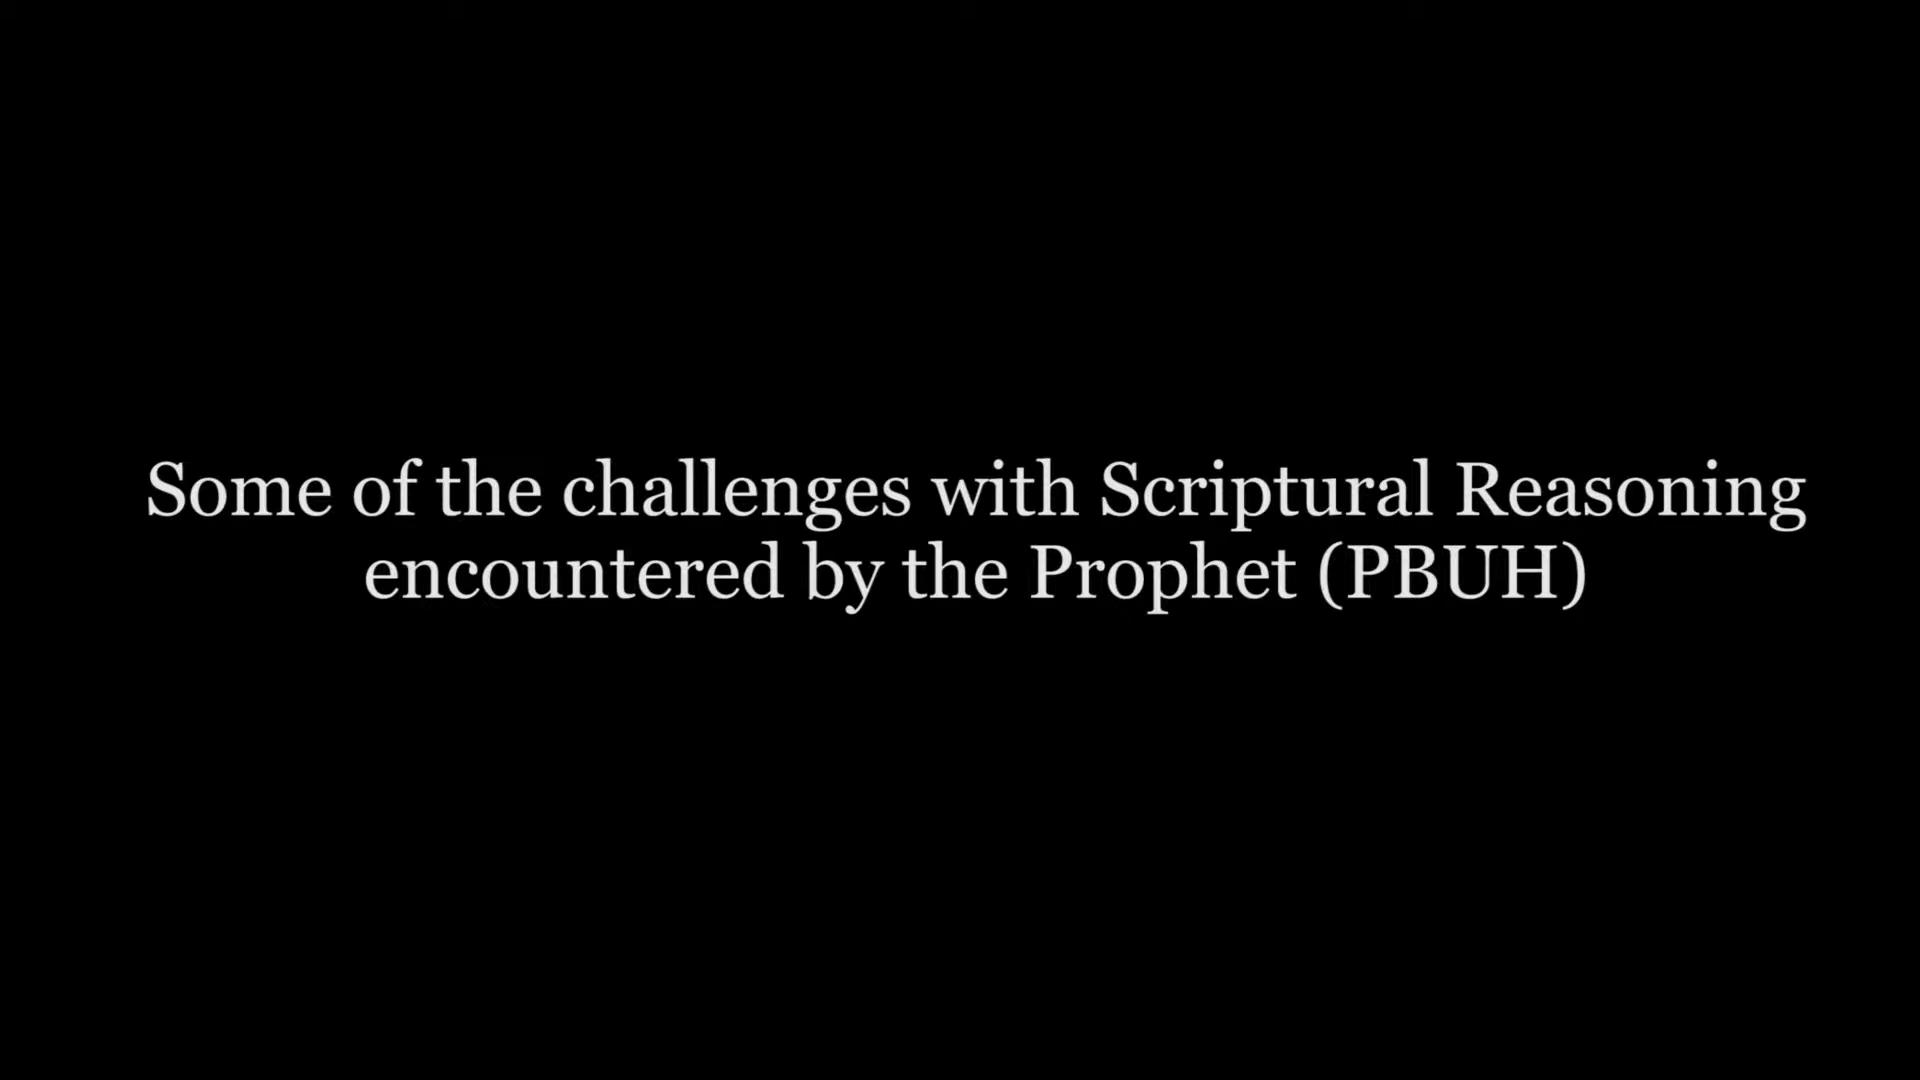 Some of the challenges with Scriptural Reasoning
encountered by the Prophet (PBUH)